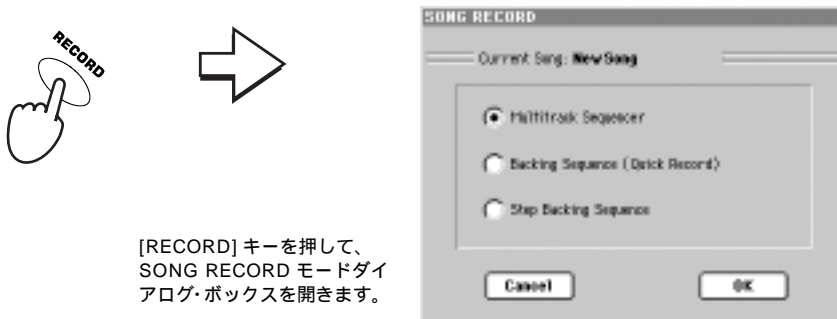 RECORD
[RECORD] キーを押して、
SONG RECORD モードダイ
アログ・ボックスを開きます。
SONG RECORD
Current Song: New Song
Multitrack Sequencer
Backing Sequence (Quick Record)
Step Backing Sequence
Cancel
OK